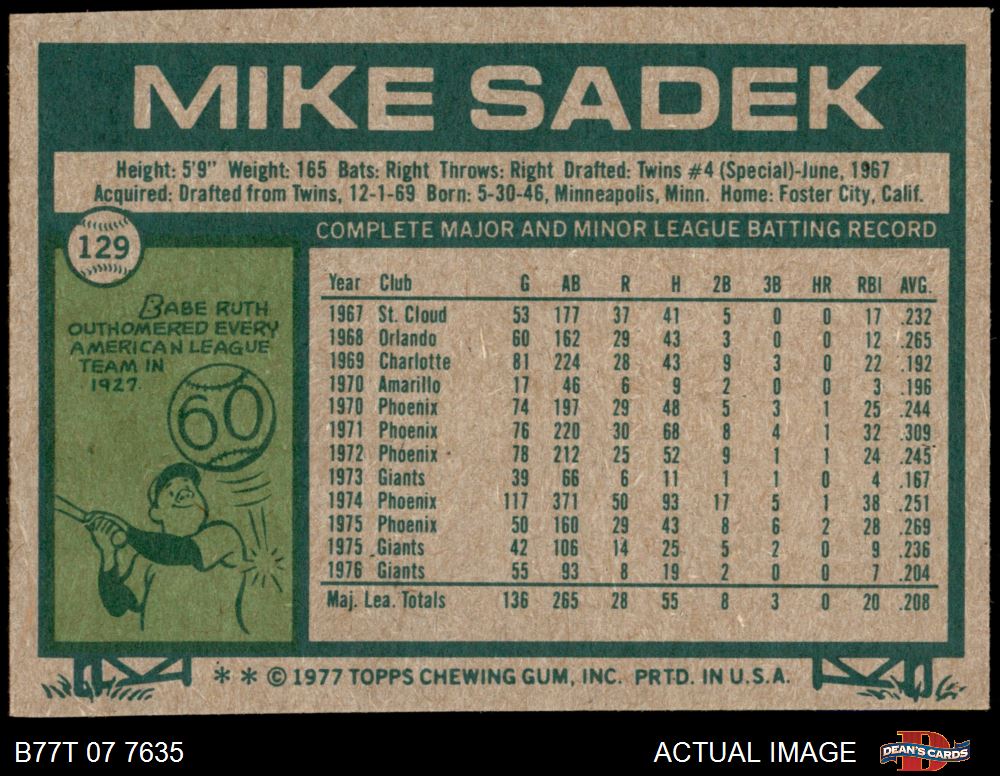 MIKE SADEK
Height: 5'9" Weight: 165 Bats: Right Throws: Right Drafted: Twins #4 (Special)-June, 1967
Acquired: Drafted from Twins, 12-1-69 Born: 5-30-46, Minneapolis, Minn. Home: Foster City, Calif.
129
BABE RUTH
OUTHOMERED EVERY
AMERICAN LEAGUE
TEAM IN
1927.
60
COMPLETE MAJOR AND MINOR LEAGUE BATTING RECORD
Year Club G AB R H 2B 3B HR RBI AVG.
1967 St. Cloud 53 177 37 41 5 0 0 17 .232
1968 Orlando 60 162 29 43 3 0 0 12 .265
1969 Charlotte 81 224 28 43 9 3 0 22 .192
1970 Amarillo 17 46 6 9 2 0 0 3 .196
1970 Phoenix 74 197 29 48 5 3 1 25 .244
1971 Phoenix 76 220 30 68 8 4 1 32 .309
1972 Phoenix 78 212 25 52 9 1 1 24 .245
1973 Giants 39 66 6 11 1 1 0 4 .167
1974 Phoenix 117 371 50 93 17 5 1 38 .251
1975 Phoenix 50 160 29 43 8 6 2 28 .269
1975 Giants 42 106 14 25 5 2 0 9 .236
1976 Giants 55 93 8 19 2 0 0 7 .204
Maj. Lea. Totals 136 265 28 55 8 3 0 20 .208
* * © 1977 TOPPS CHEWING GUM, INC. PRTD. IN U.S.A.
B77T 07 7635
ACTUAL IMAGE
D
DEAN'S CARDS